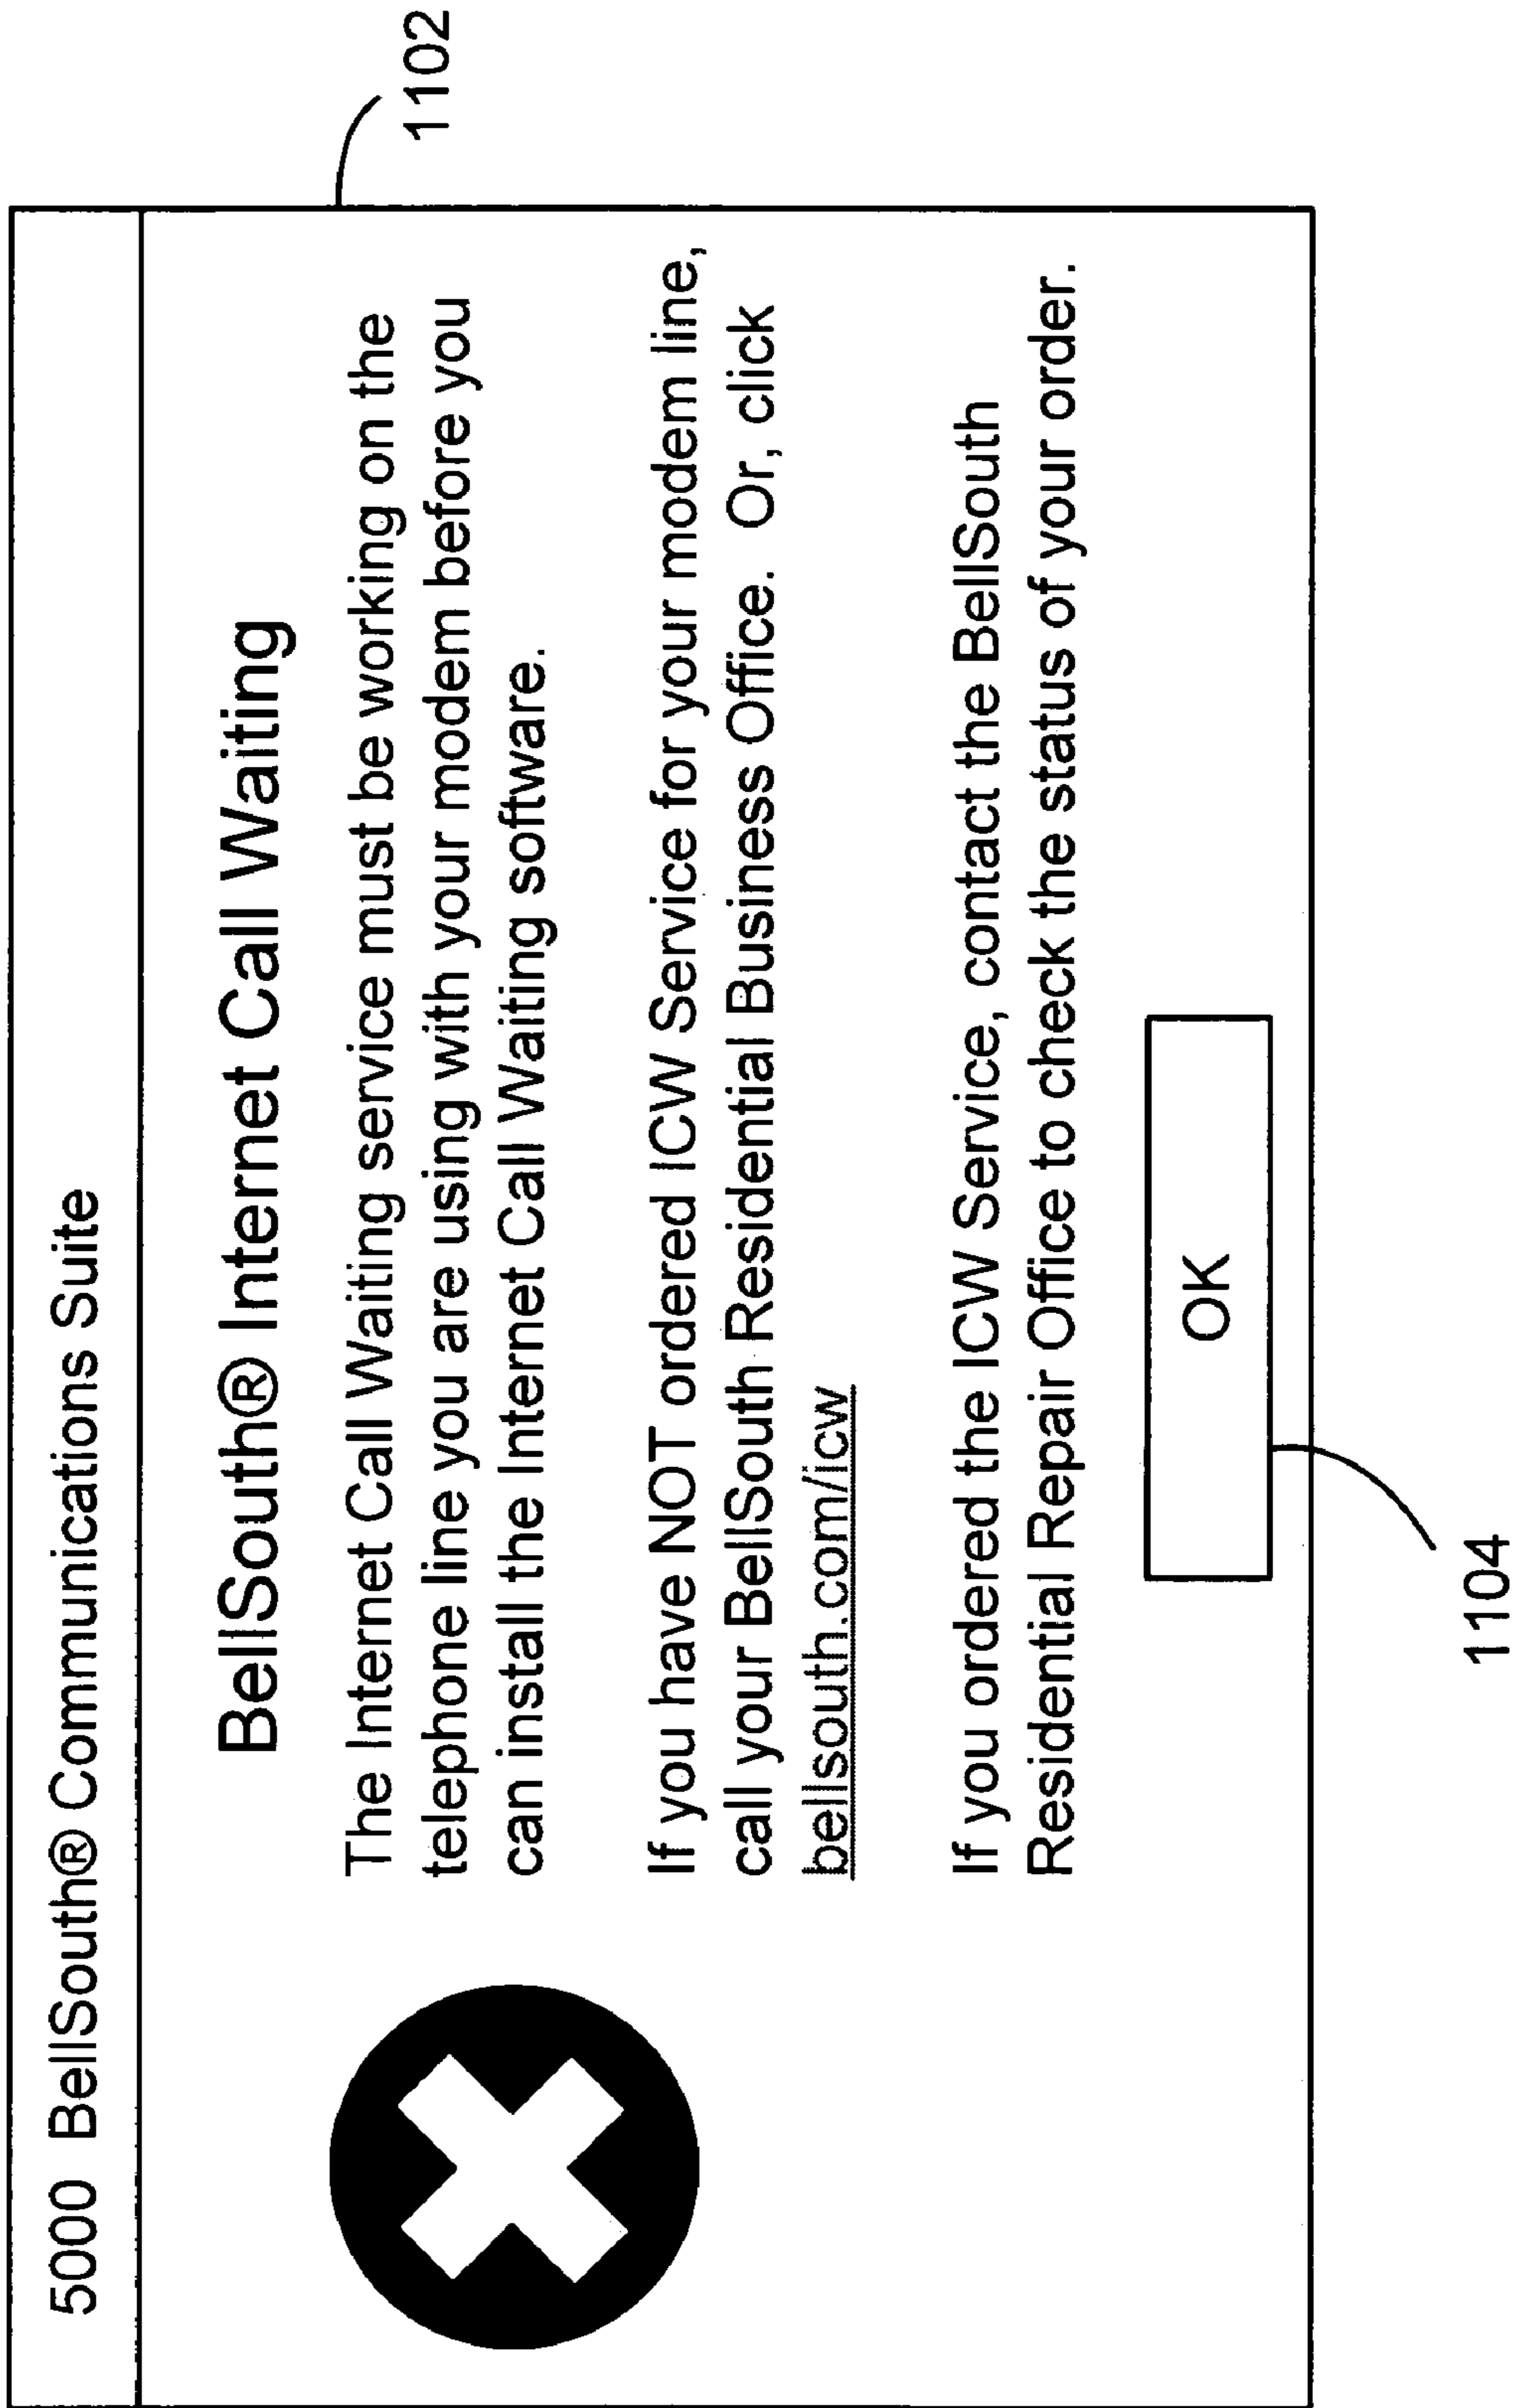 5000 BellSouth® Communications Suite
BellSouth® Internet Call Waiting
The Internet Call Waiting service must be working on the
telephone line you are using with your modem before you
can install the Internet Call Waiting software.
If you have NOT ordered ICW Service for your modem line,
call your BellSouth Residential Business Office. Or, click
bellsouth.com/icw
If you ordered the ICW Service, contact the BellSouth
Residential Repair Office to check the status of your order.
OK
1102
1104